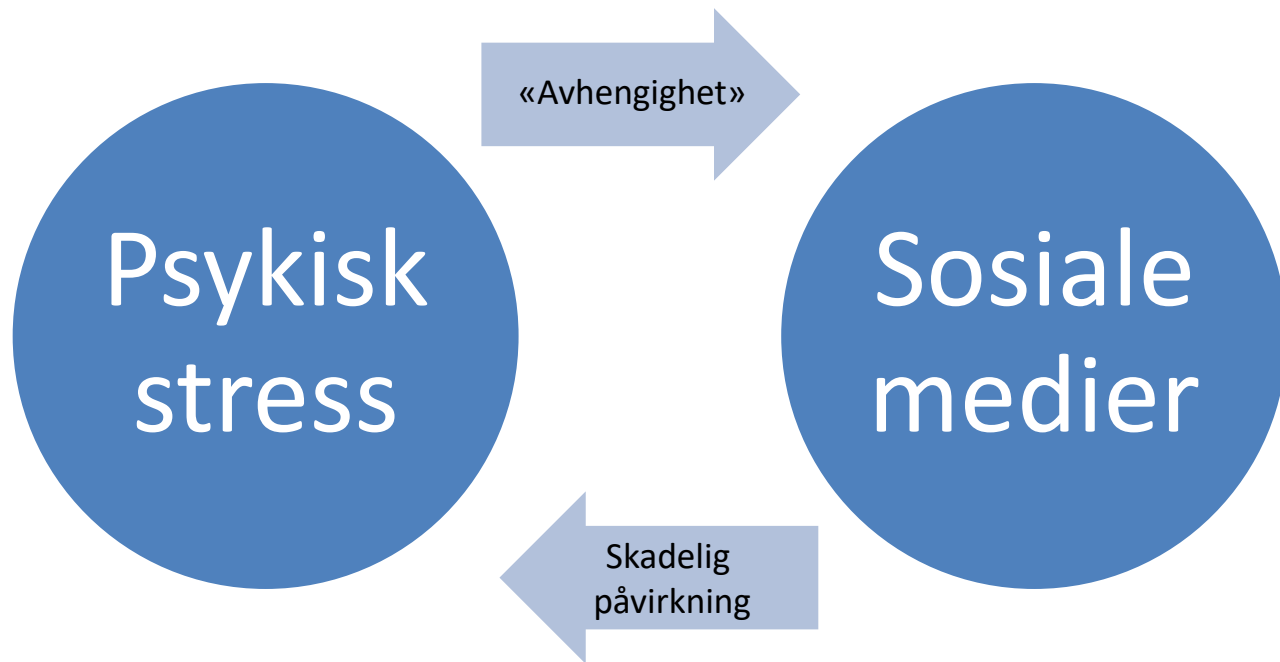 «Avhengighet»
Psykisk
stress
Sosiale
medier
Skadelig
påvirkning